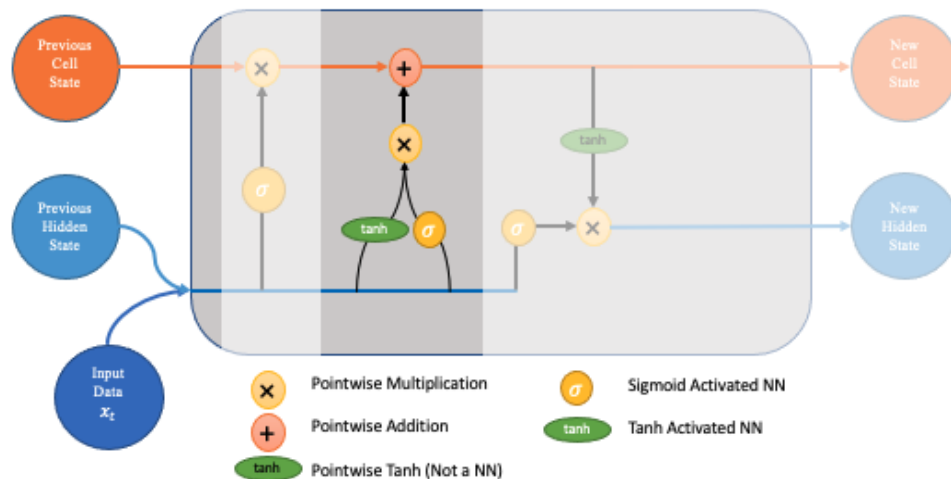 Previous
Cell
State
New
Cell
State
×
+
×
tanh
σ
Previous
Hidden
State
tanh
σ
σ
×
New
Hidden
State
Input
Data
xₜ
× Pointwise Multiplication
σ Sigmoid Activated NN
+ Pointwise Addition
tanh Tanh Activated NN
tanh Pointwise Tanh (Not a NN)